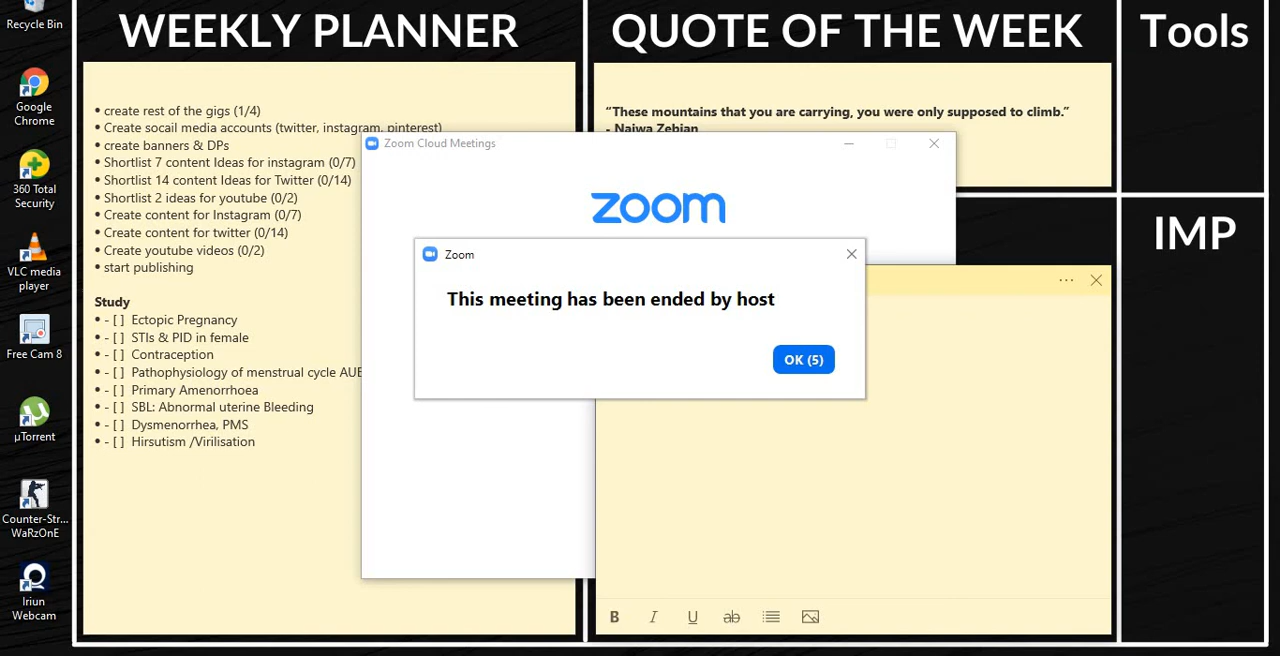 Recycle Bin
Google
Chrome
360 Total
Security
VLC media
player
Free Cam 8
µTorrent
Counter-Str...
WaRzOnE
Iriun
Webcam
WEEKLY PLANNER
• create rest of the gigs (1/4)
• Create socail media accounts (twitter, instagram, pinterest)
• create banners & DPs
• Shortlist 7 content Ideas for instagram (0/7)
• Shortlist 14 content Ideas for Twitter (0/14)
• Shortlist 2 ideas for youtube (0/2)
• Create content for Instagram (0/7)
• Create content for twitter (0/14)
• Create youtube videos (0/2)
• start publishing
Study
• - [ ] Ectopic Pregnancy
• - [ ] STIs & PID in female
• - [ ] Contraception
• - [ ] Pathophysiology of menstrual cycle AUB
• - [ ] Primary Amenorrhoea
• - [ ] SBL: Abnormal uterine Bleeding
• - [ ] Dysmenorrhea, PMS
• - [ ] Hirsutism /Virilisation
QUOTE OF THE WEEK
“These mountains that you are carrying, you were only supposed to climb.”
- Najwa Zebian
Zoom Cloud Meetings
zoom
Zoom
This meeting has been ended by host
OK (5)
B I U ab
Tools
IMP